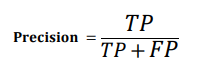 Precision = TP / TP + FP